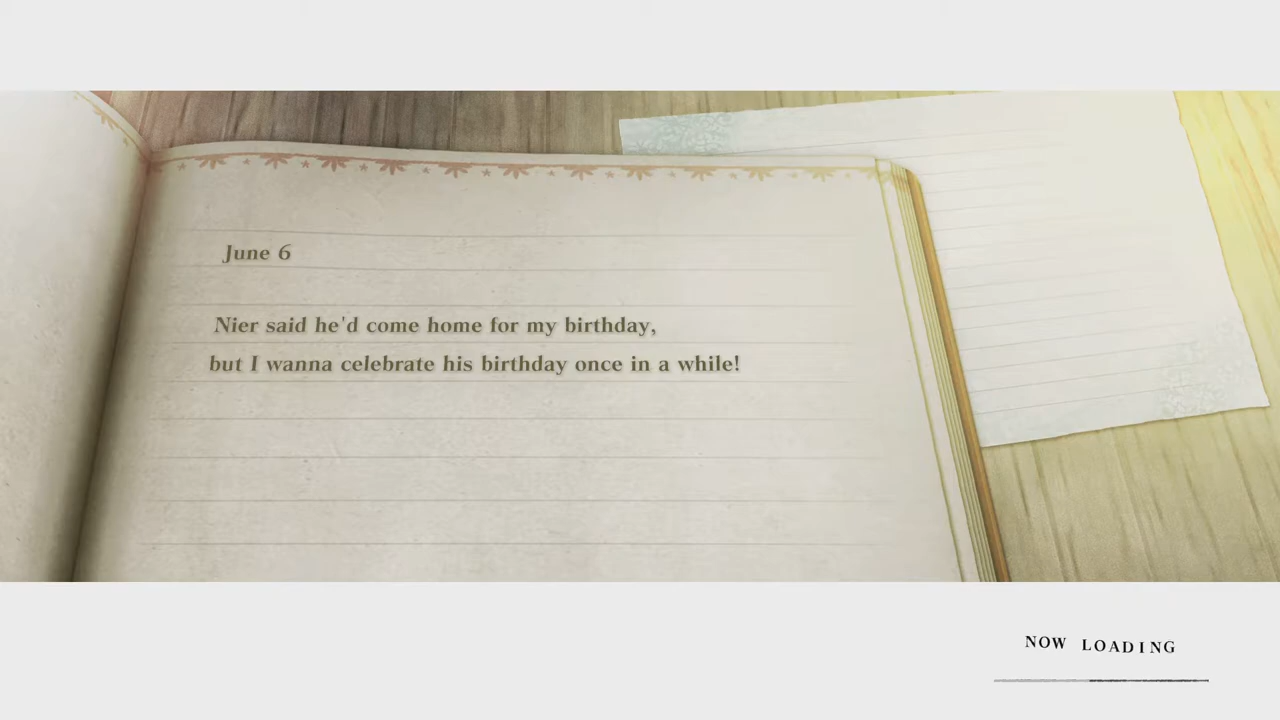 June 6
Nier said he'd come home for my birthday,
but I wanna celebrate his birthday once in a while!
NOW LOADING